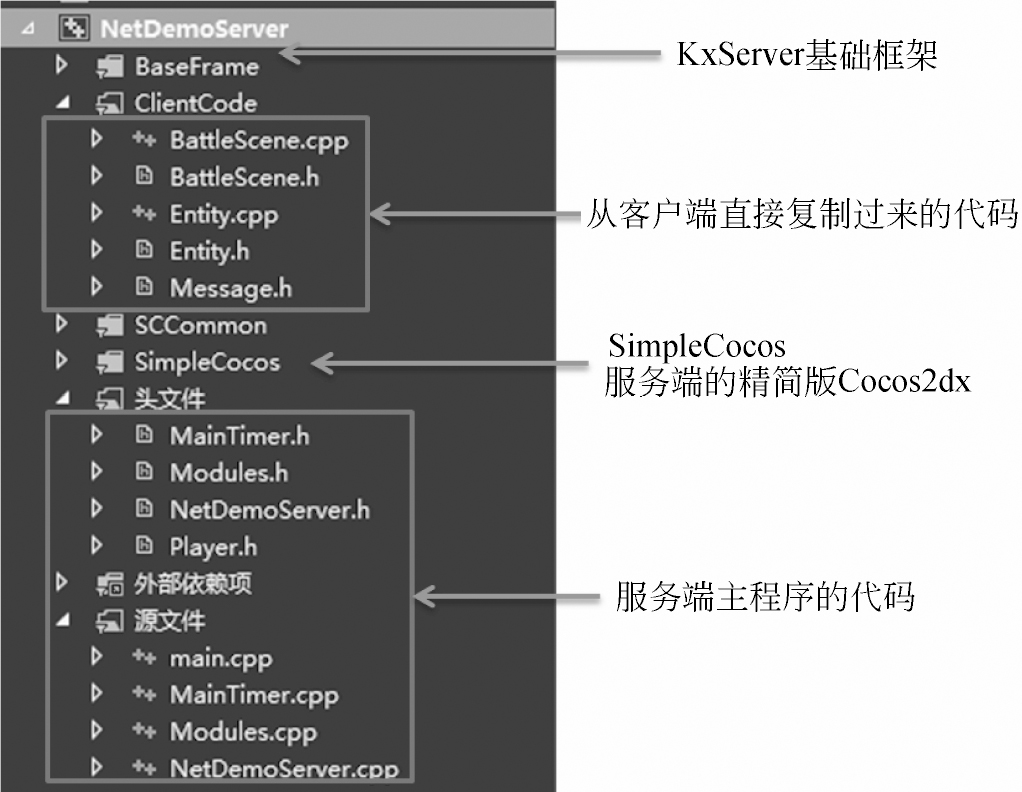 NetDemoServer
BaseFrame
KxServer基础框架
ClientCode
BattleScene.cpp
BattleScene.h
Entity.cpp
从客户端直接复制过来的代码
Entity.h
Message.h
SCCommon
SimpleCocos
SimpleCocos
服务端的精简版Cocos2dx
头文件
MainTimer.h
Modules.h
NetDemoServer.h
Player.h
外部依赖项
服务端主程序的代码
源文件
main.cpp
MainTimer.cpp
Modules.cpp
NetDemoServer.cpp